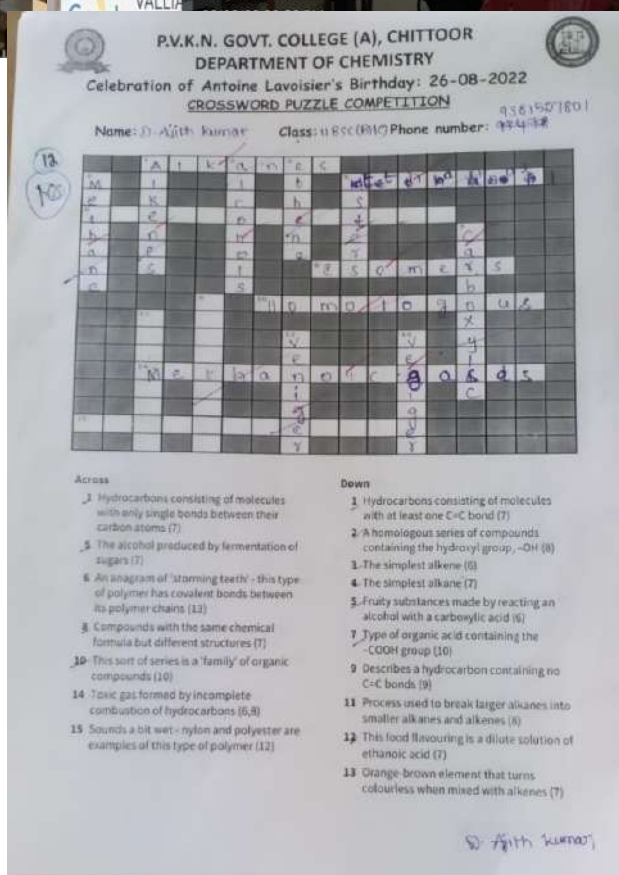 VALLIA
P.V.K.N. GOVT. COLLEGE (A), CHITTOOR
DEPARTMENT OF CHEMISTRY
Celebration of Antoine Lavoisier's Birthday: 26-08-2022
CROSSWORD PUZZLE COMPETITION
9381507801
Name: D. Ajith kumar Class: II BSC Phone number:
12
A l k a n e s
e s o m e r s
H o m o l o g o u s
Across
1 Hydrocarbons consisting of molecules
with only single bonds between their
carbon atoms (7)
5 The alcohol produced by fermentation of
sugars (7)
6 An anagram of 'storming teeth' - this type
of polymer has covalent bonds between
its polymer chains (13)
8 Compounds with the same chemical
formula but different structures (7)
10 This sort of series is a 'family' of organic
compounds (10)
14 Toxic gas formed by incomplete
combustion of hydrocarbons (6,8)
15 Sounds a bit wet - nylon and polyester are
examples of this type of polymer (12)
Down
1 Hydrocarbons consisting of molecules
with at least one C=C bond (7)
2 A homologous series of compounds
containing the hydroxyl group, -OH (8)
3 The simplest alkene (6)
4 The simplest alkane (7)
5 Fruity substances made by reacting an
alcohol with a carboxylic acid (6)
7 Type of organic acid containing the
-COOH group (10)
9 Describes a hydrocarbon containing no
C=C bonds (9)
11 Process used to break larger alkanes into
smaller alkanes and alkenes (8)
12 This food flavouring is a dilute solution of
ethanoic acid (7)
13 Orange-brown element that turns
colourless when mixed with alkenes (7)
D. Ajith kumar